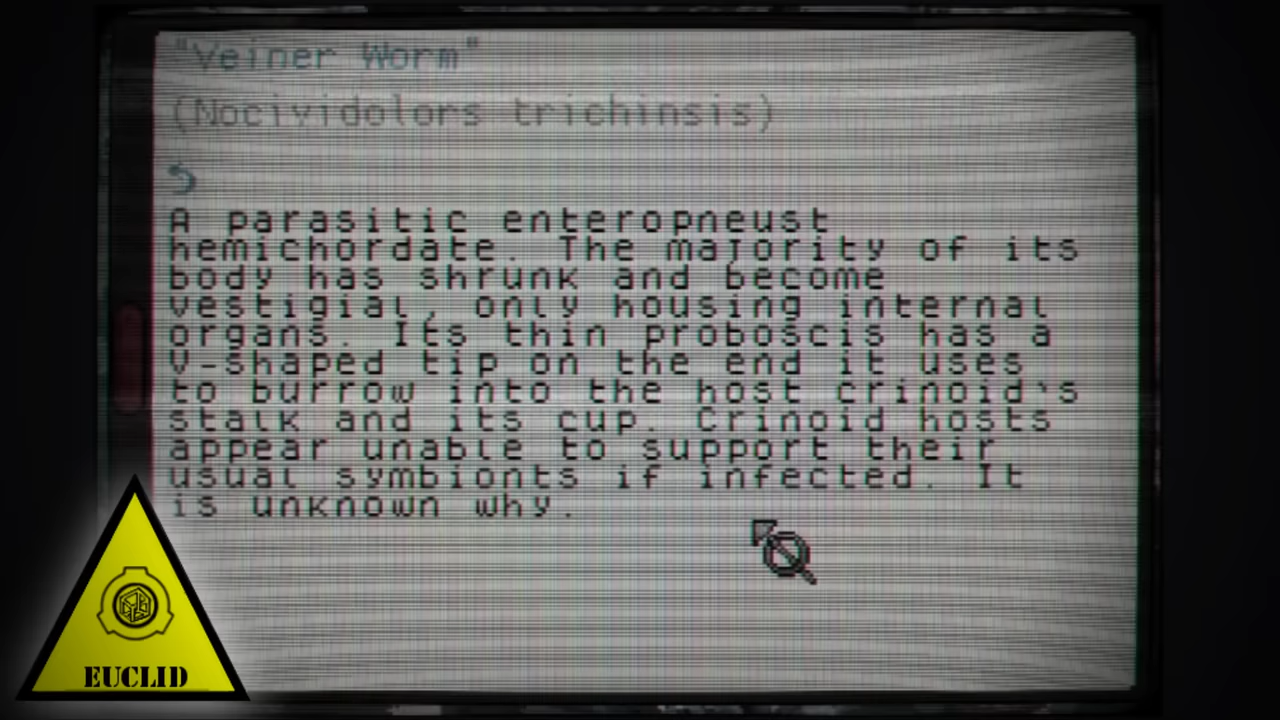 "Veiner Worm"
(Nocividolors trichinsis)
A parasitic enteropneust
hemichordate. The majority of its
body has shrunk and become
vestigial, only housing internal
organs. Its thin proboscis has a
V-shaped tip on the end it uses
to burrow into the host crinoid's
stalk and its cup. Crinoid hosts
appear unable to support their
usual symbionts if infected. It
is unknown why.
EUCLID